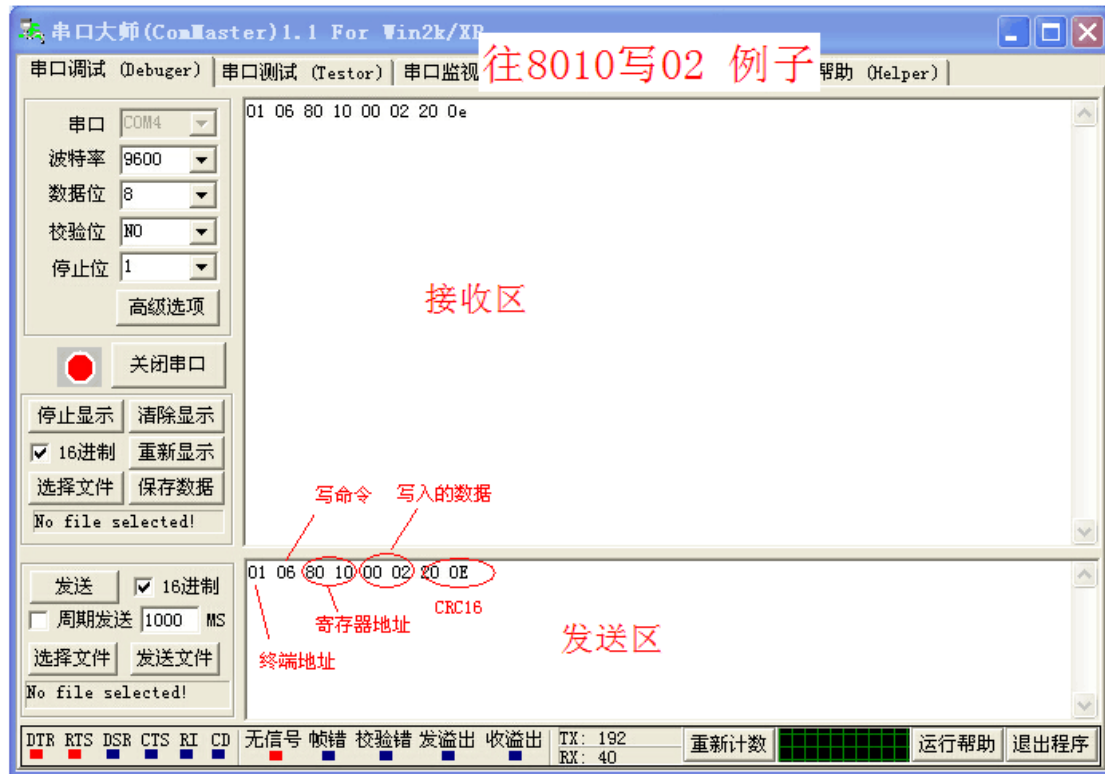 串口大师(ComMaster)1.1 For Win2k/XP
往8010写02 例子
串口调试 (Debuger) 串口测试 (Testor) 串口监视 帮助 (Helper)
串口 COM4
波特率 9600
数据位 8
校验位 NO
停止位 1
高级选项
关闭串口
停止显示 清除显示
16进制 重新显示
选择文件 保存数据
No file selected!
01 06 80 10 00 02 20 0e
接收区
写命令 写入的数据
发送 16进制
周期发送 1000 MS
选择文件 发送文件
No file selected!
01 06 80 10 00 02 20 0E
CRC16
寄存器地址
终端地址
发送区
DTR RTS DSR CTS RI CD 无信号 帧错 校验错 发溢出 收溢出 TX: 192
RX: 40
重新计数 运行帮助 退出程序